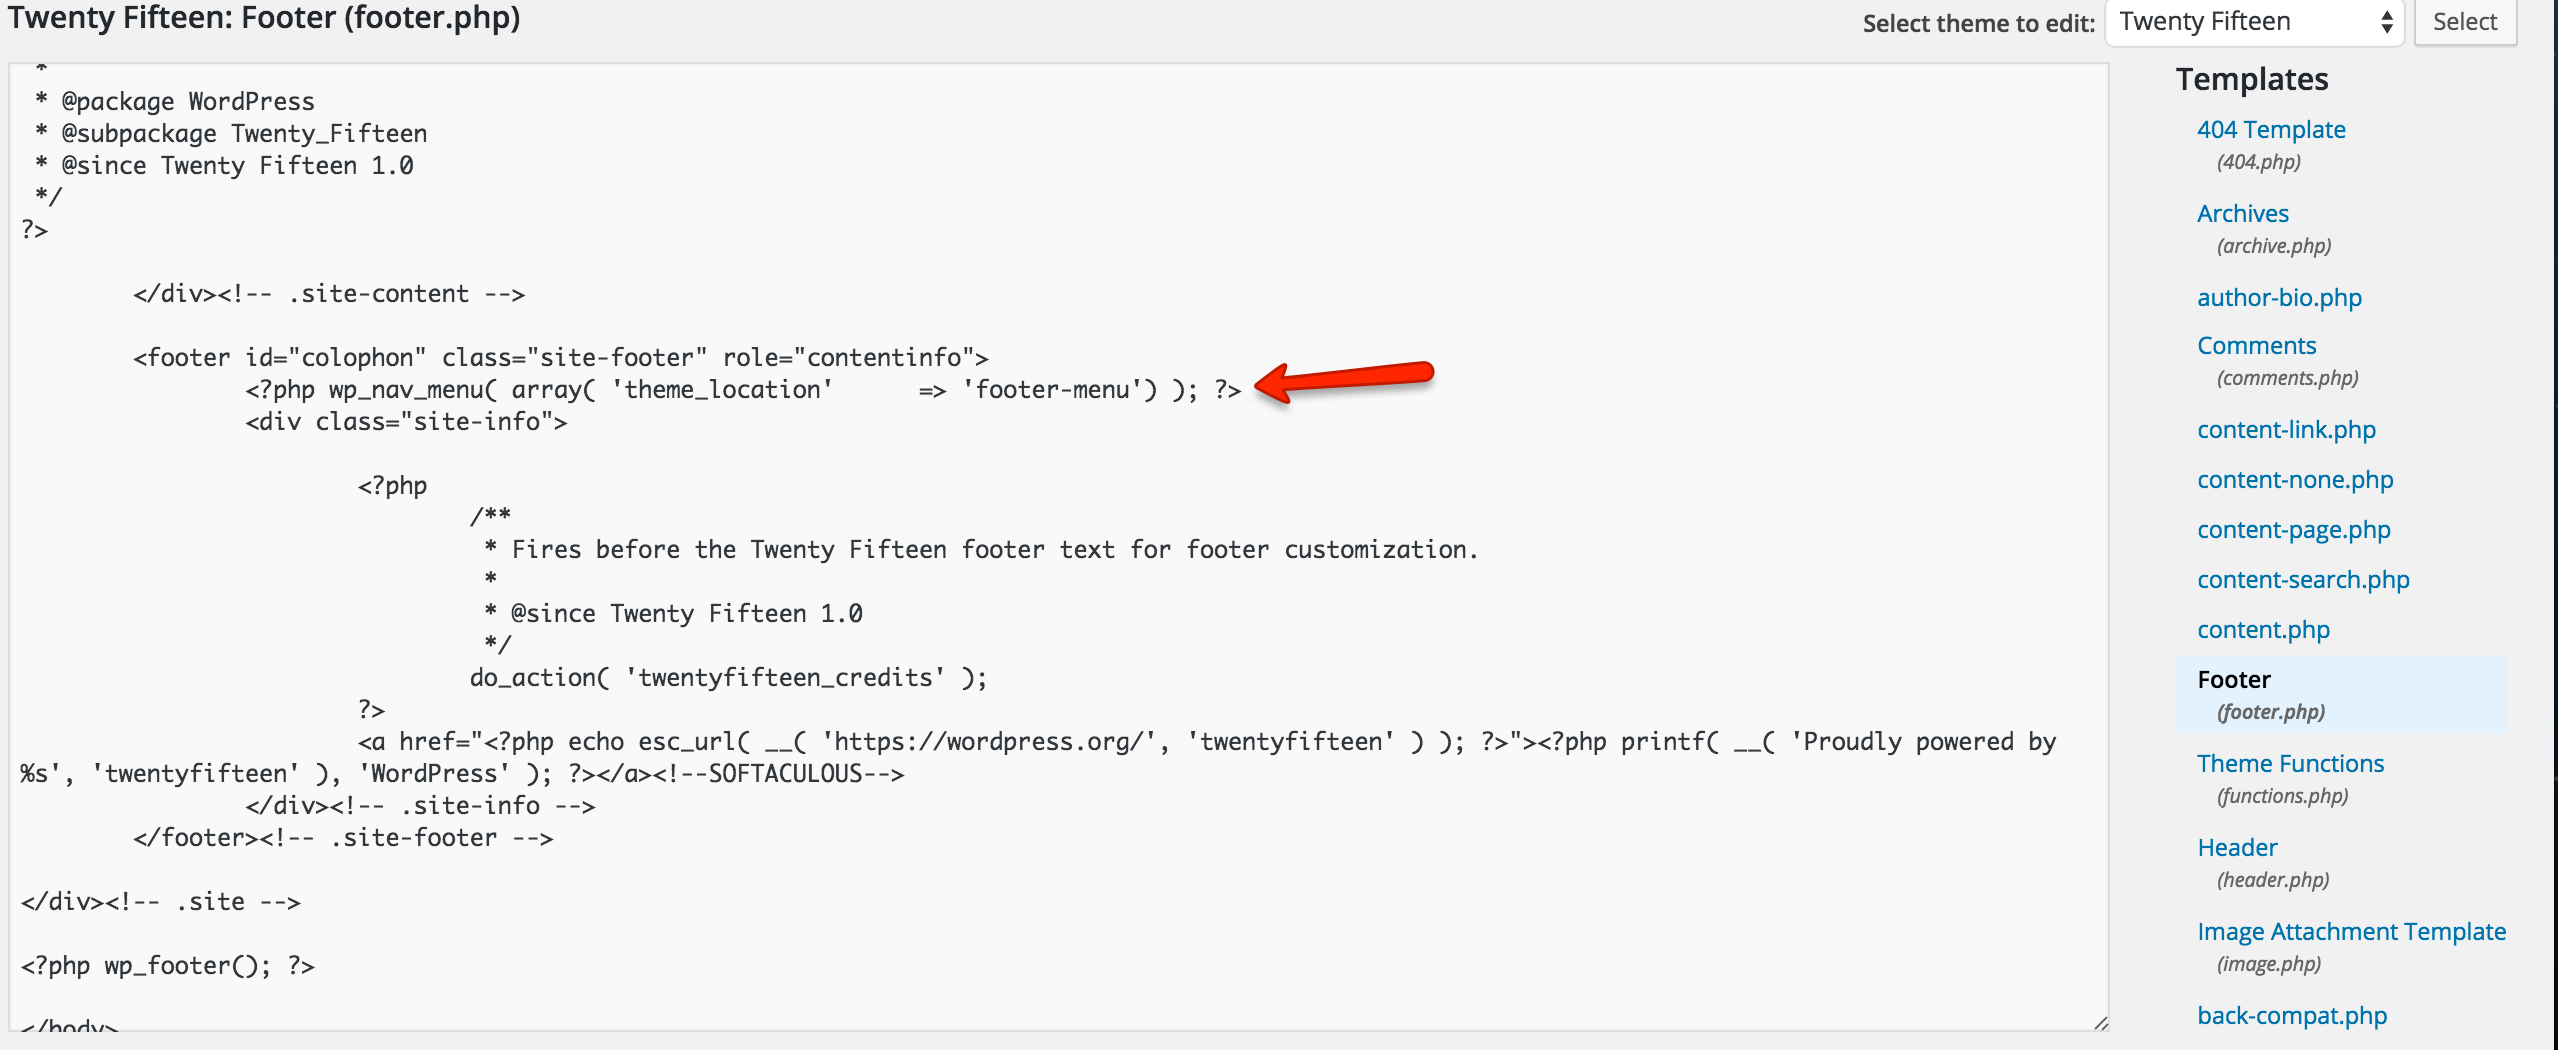 Twenty Fifteen: Footer (footer.php)
Select theme to edit: Twenty Fifteen Select
*
* @package WordPress
* @subpackage Twenty_Fifteen
* @since Twenty Fifteen 1.0
*/
?>
</div><!-- .site-content -->
<footer id="colophon" class="site-footer" role="contentinfo">
<?php wp_nav_menu( array( 'theme_location'      => 'footer-menu') ); ?>
<div class="site-info">
<?php
/**
* Fires before the Twenty Fifteen footer text for footer customization.
*
* @since Twenty Fifteen 1.0
*/
do_action( 'twentyfifteen_credits' );
?>
<a href="<?php echo esc_url( __( 'https://wordpress.org/', 'twentyfifteen' ) ); ?>"><?php printf( __( 'Proudly powered by
%s', 'twentyfifteen' ), 'WordPress' ); ?></a><!--SOFTACULOUS-->
</div><!-- .site-info -->
</footer><!-- .site-footer -->
</div><!-- .site -->
<?php wp_footer(); ?>
</body>
Templates
404 Template
(404.php)
Archives
(archive.php)
author-bio.php
Comments
(comments.php)
content-link.php
content-none.php
content-page.php
content-search.php
content.php
Footer
(footer.php)
Theme Functions
(functions.php)
Header
(header.php)
Image Attachment Template
(image.php)
back-compat.php